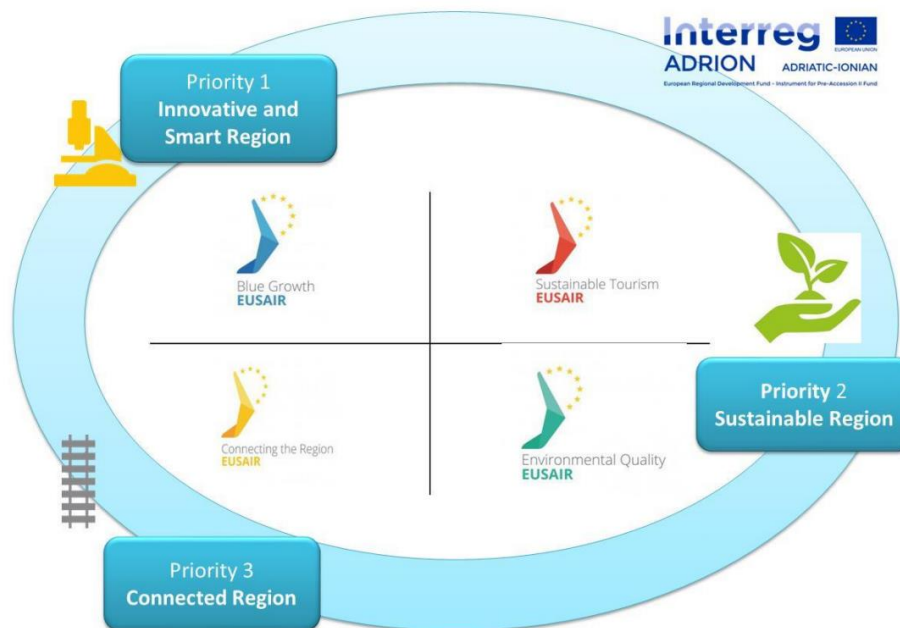 Interreg
EUROPEAN UNION
ADRION ADRIATIC-IONIAN
European Regional Development Fund - Instrument for Pre-Accession II Fund
Priority 1
Innovative and
Smart Region
Blue Growth
EUSAIR
Sustainable Tourism
EUSAIR
Priority 2
Sustainable Region
Connecting the Region
EUSAIR
Environmental Quality
EUSAIR
Priority 3
Connected Region